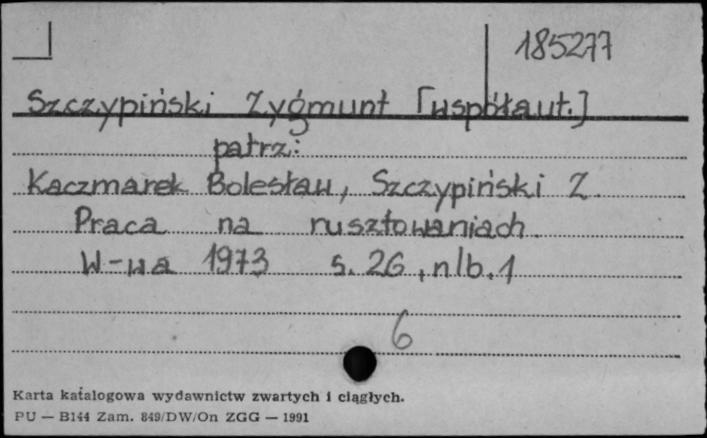 185277
Szczypiński Zygmunt [współaut.]
patrz:
Kaczmarek Bolesław, Szczypiński Z.
Praca na rusztowaniach.
W-wa 1973 s. 26, nlb. 1
6
Karta katalogowa wydawnictw zwartych i ciągłych.
PU — B144 Zam. 849/DW/On ZGG — 1991